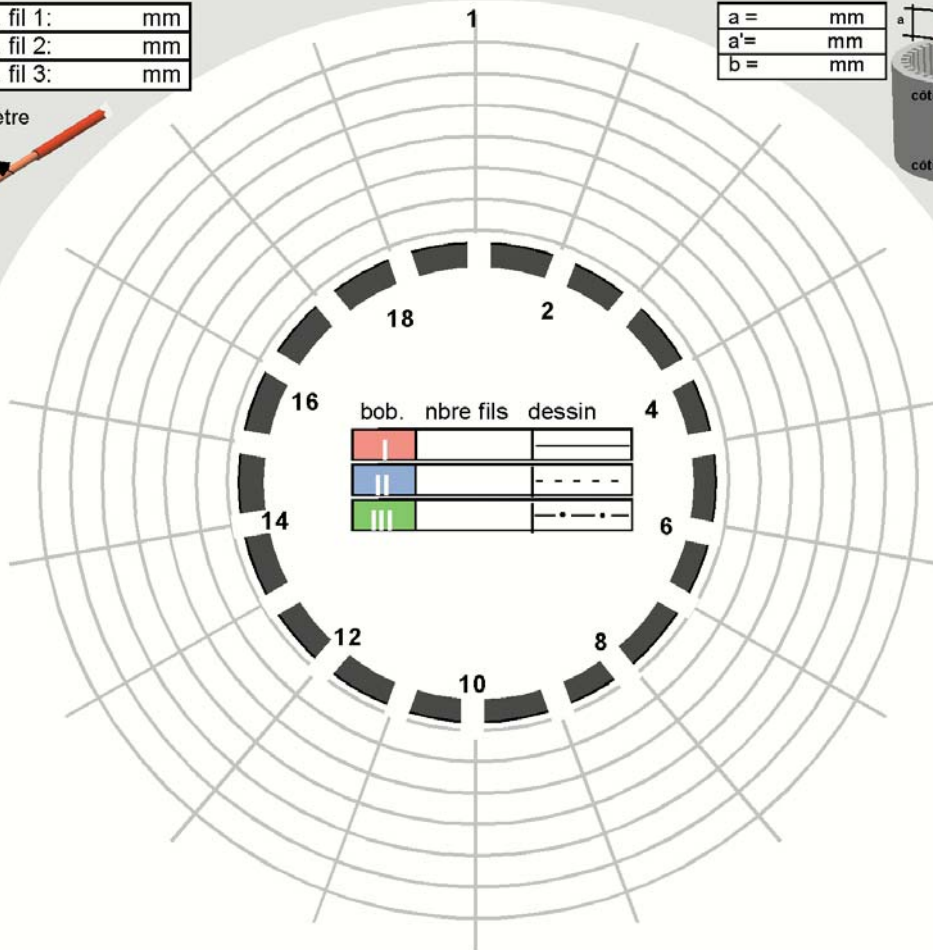 fil 1: mm
fil 2: mm
fil 3: mm
1
a = mm
a'= mm
b = mm
a
2
18
16
4
bob. nbre fils dessin
I
II
III
14
6
12
8
10